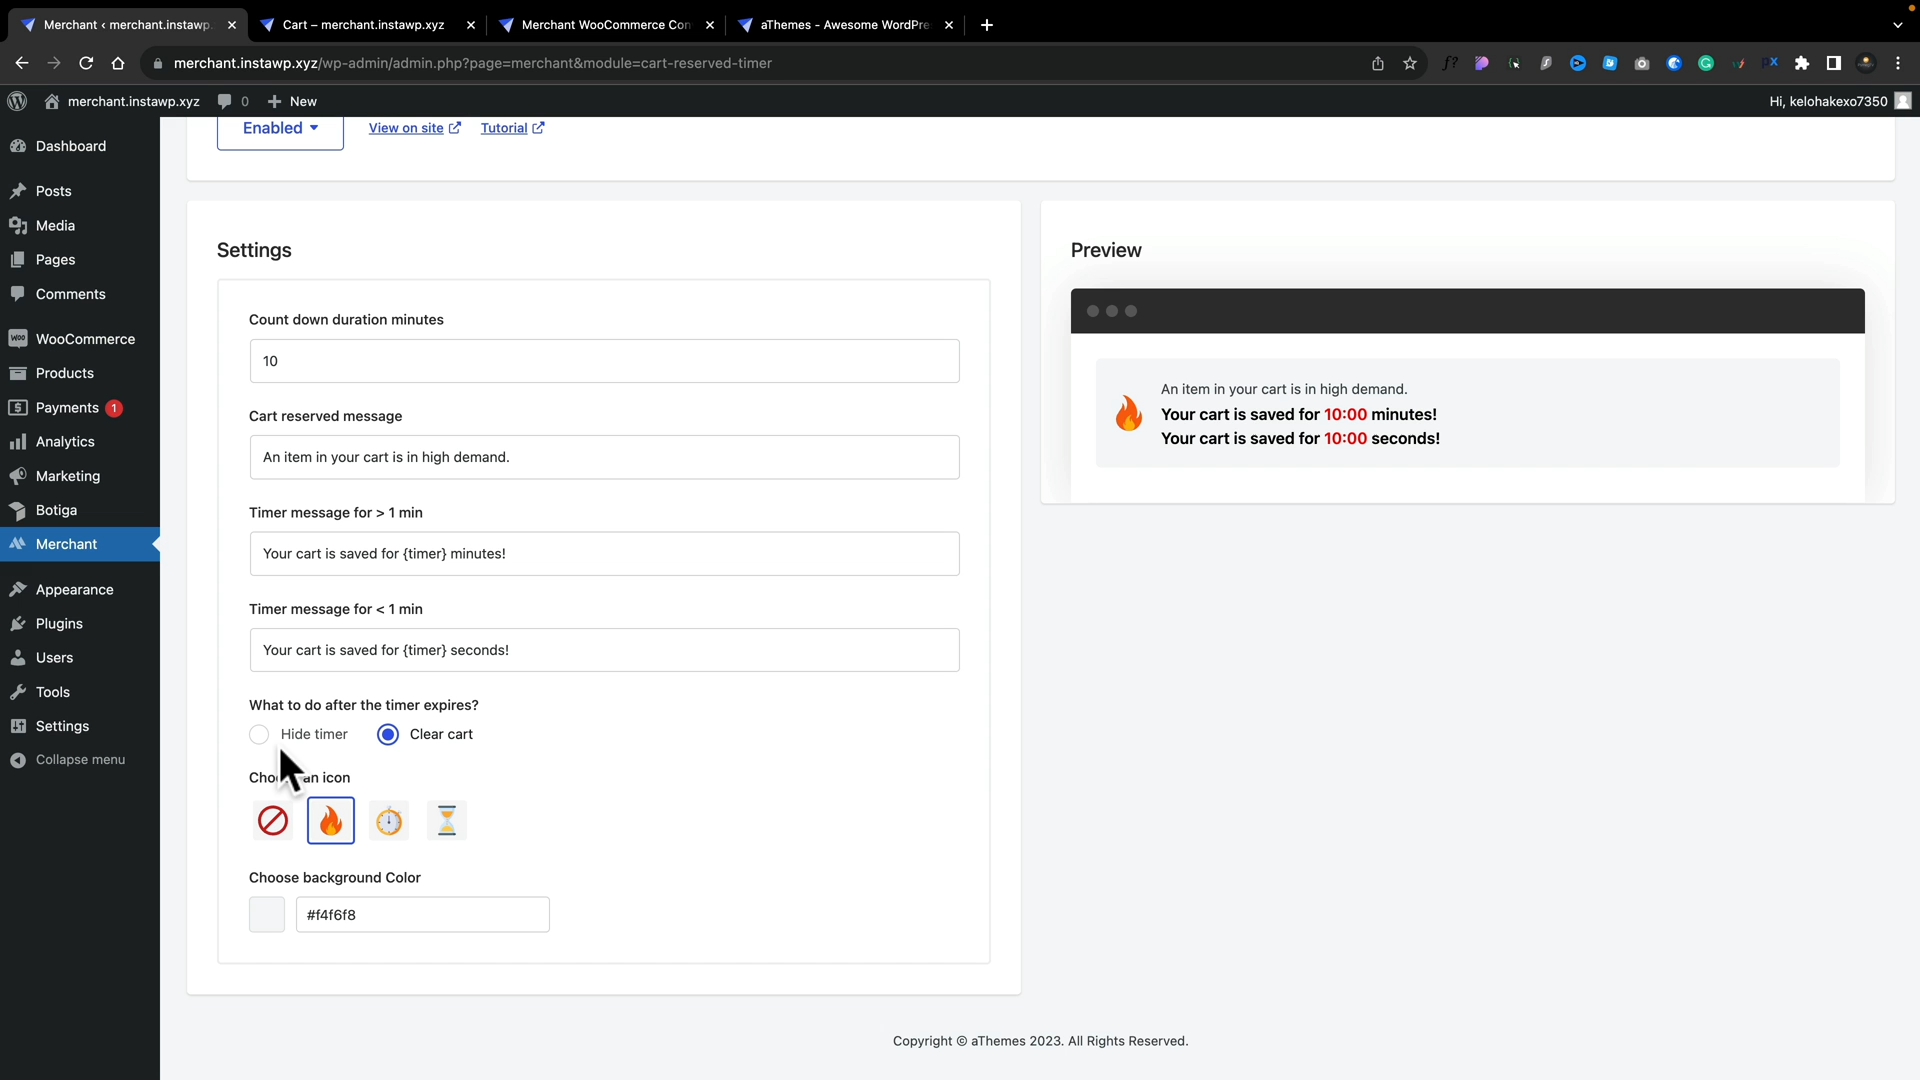 Merchant ‹ merchant.instawp.
Cart – merchant.instawp.xyz
Merchant WooCommerce Con
aThemes - Awesome WordPre
merchant.instawp.xyz/wp-admin/admin.php?page=merchant&module=cart-reserved-timer
merchant.instawp.xyz
0
New
Hi, kelohakexo7350
Dashboard
Posts
Media
Pages
Comments
WooCommerce
Products
Payments 1
Analytics
Marketing
Botiga
Merchant
Appearance
Plugins
Users
Tools
Settings
Collapse menu
Enabled
View on site
Tutorial
Settings
Count down duration minutes
10
Cart reserved message
An item in your cart is in high demand.
Timer message for > 1 min
Your cart is saved for {timer} minutes!
Timer message for < 1 min
Your cart is saved for {timer} seconds!
What to do after the timer expires?
Hide timer
Clear cart
an icon
Choose background Color
#f4f6f8
Preview
An item in your cart is in high demand.
Your cart is saved for 10:00 minutes!
Your cart is saved for 10:00 seconds!
Copyright © aThemes 2023. All Rights Reserved.